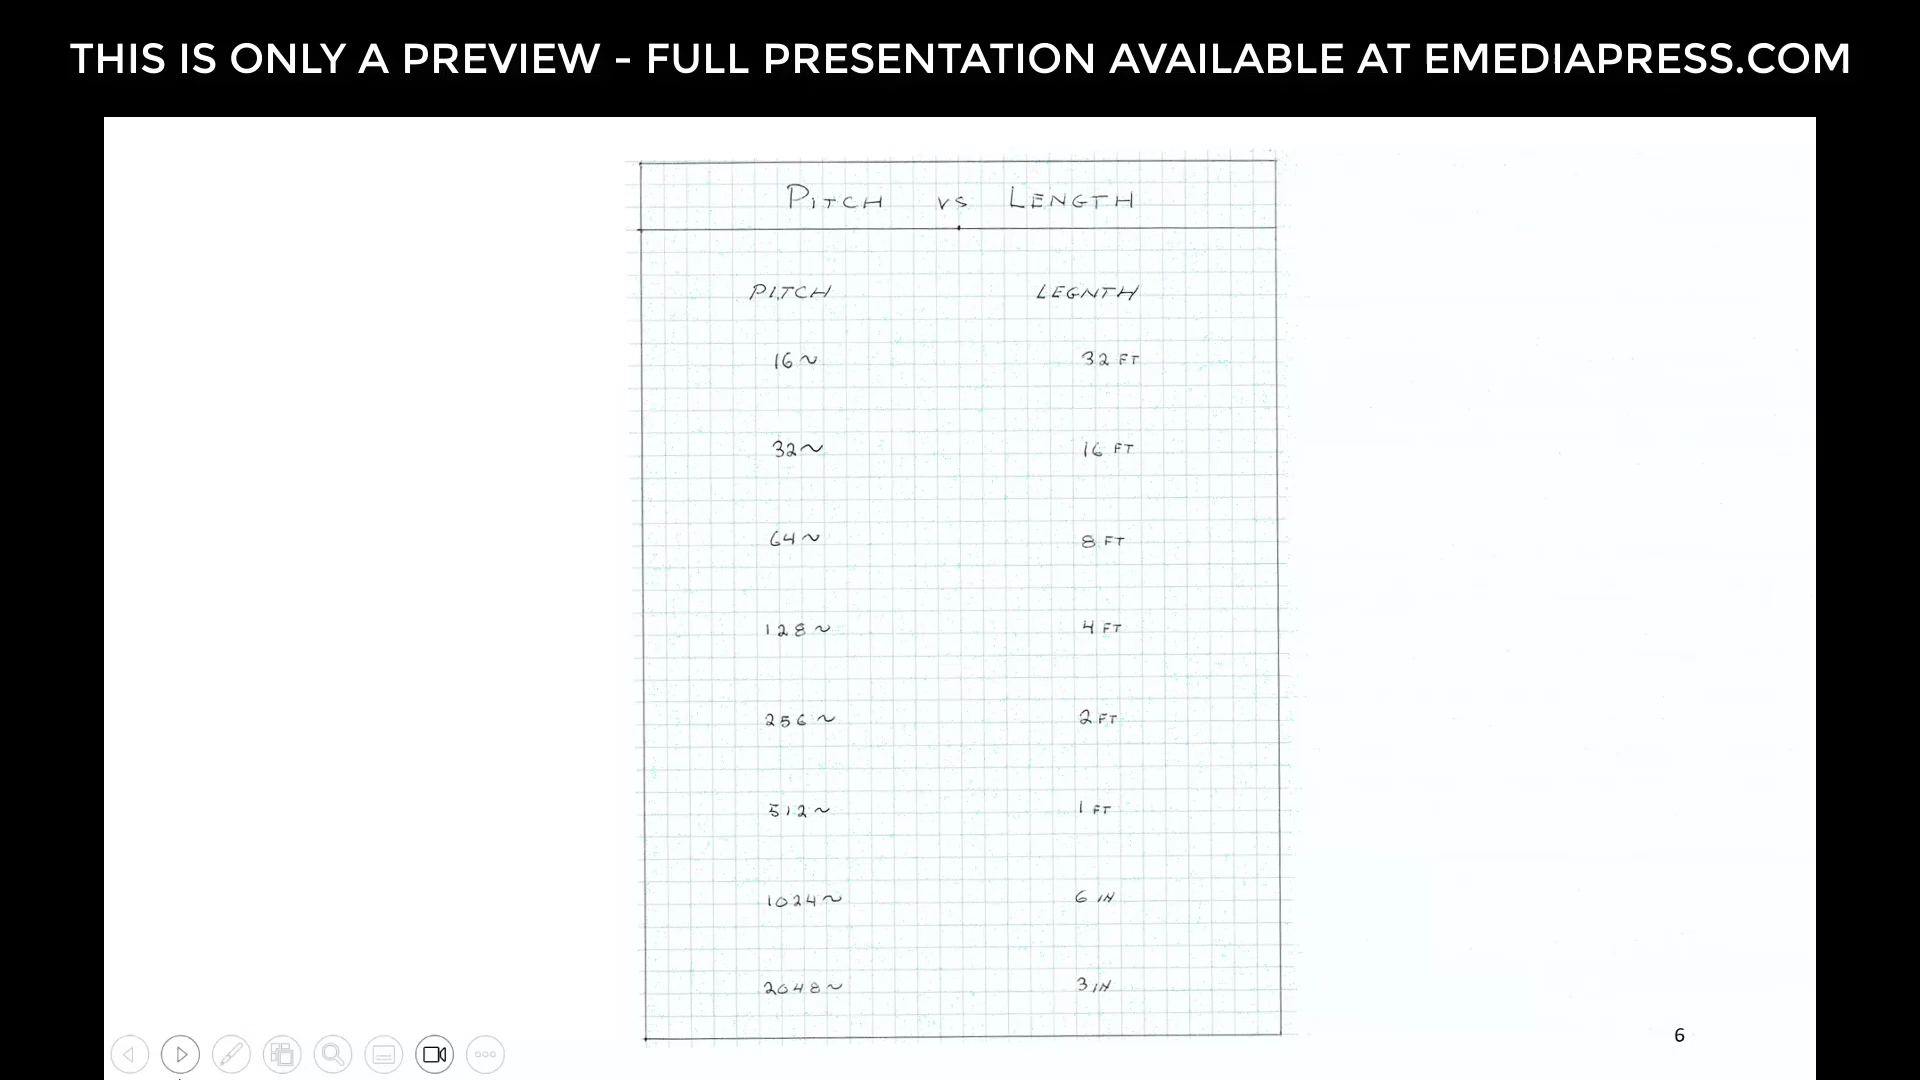 THIS IS ONLY A PREVIEW – FULL PRESENTATION AVAILABLE AT EMEDIAPRESS.COM
PITCH VS LENGTH
PITCH LEGNTH
16~ 32 FT
32~ 16 FT
64~ 8 FT
128~ 4 FT
256~ 2 FT
512~ 1 FT
1024~ 6 IN
2048~ 3 IN
6